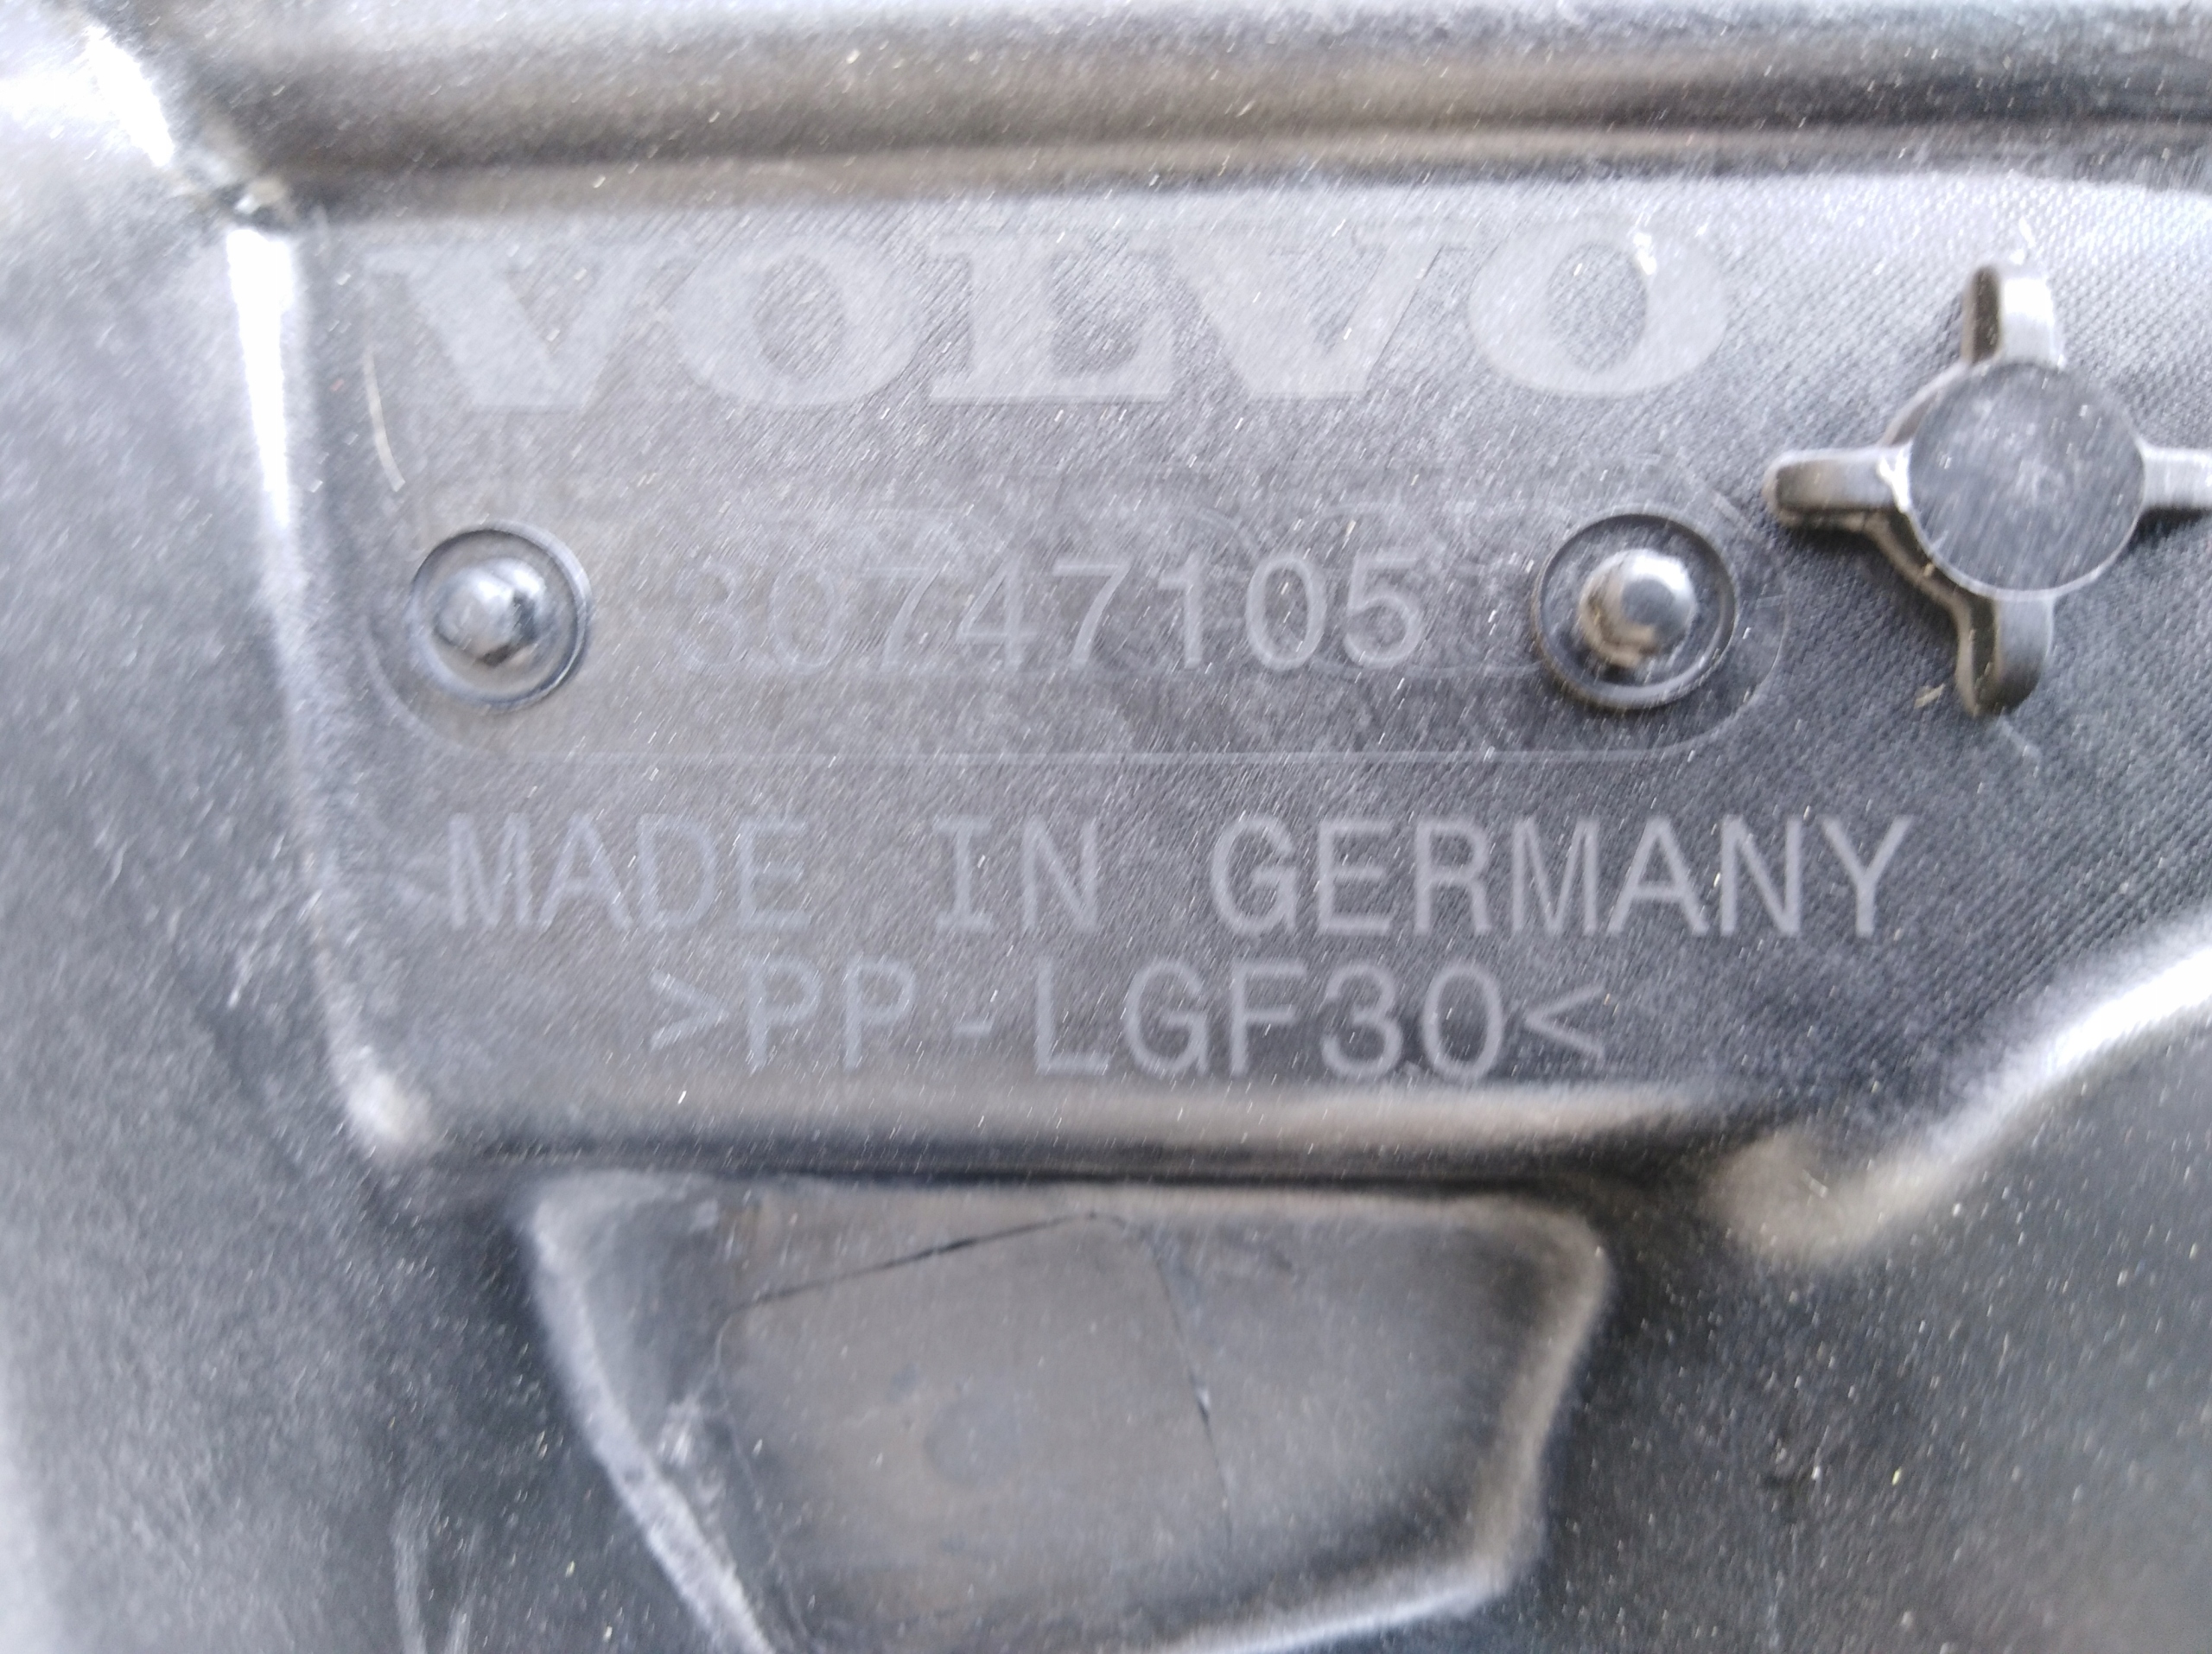 VOLVO
30747105
MADE IN GERMANY
>PP-LGF30<